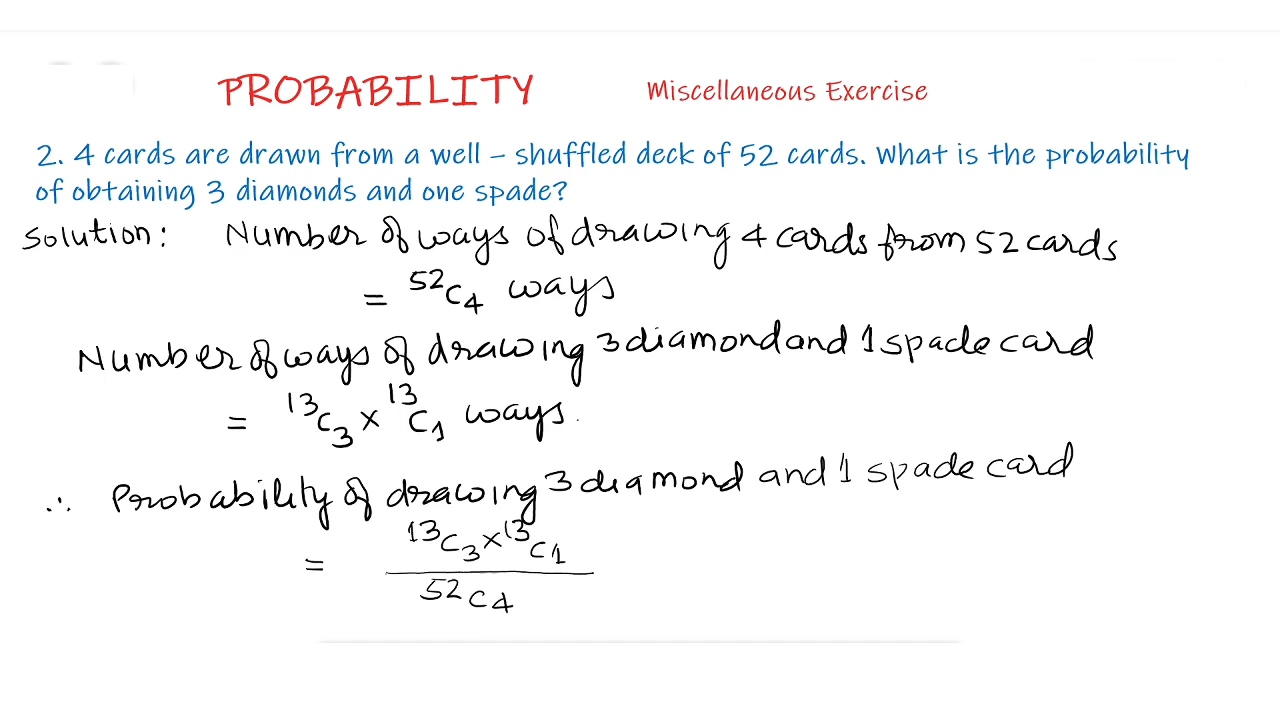 PROBABILITY Miscellaneous Exercise
2. 4 cards are drawn from a well – shuffled deck of 52 cards. What is the probability
of obtaining 3 diamonds and one spade?
Solution: Number of ways of drawing 4 cards from 52 cards
= ⁵²C₄ ways
Number of ways of drawing 3 diamond and 1 spade card
= ¹³C₃ × ¹³C₁ ways.
∴ Probability of drawing 3 diamond and 1 spade card
¹³C₃ × ¹³C₁
=
⁵²C₄